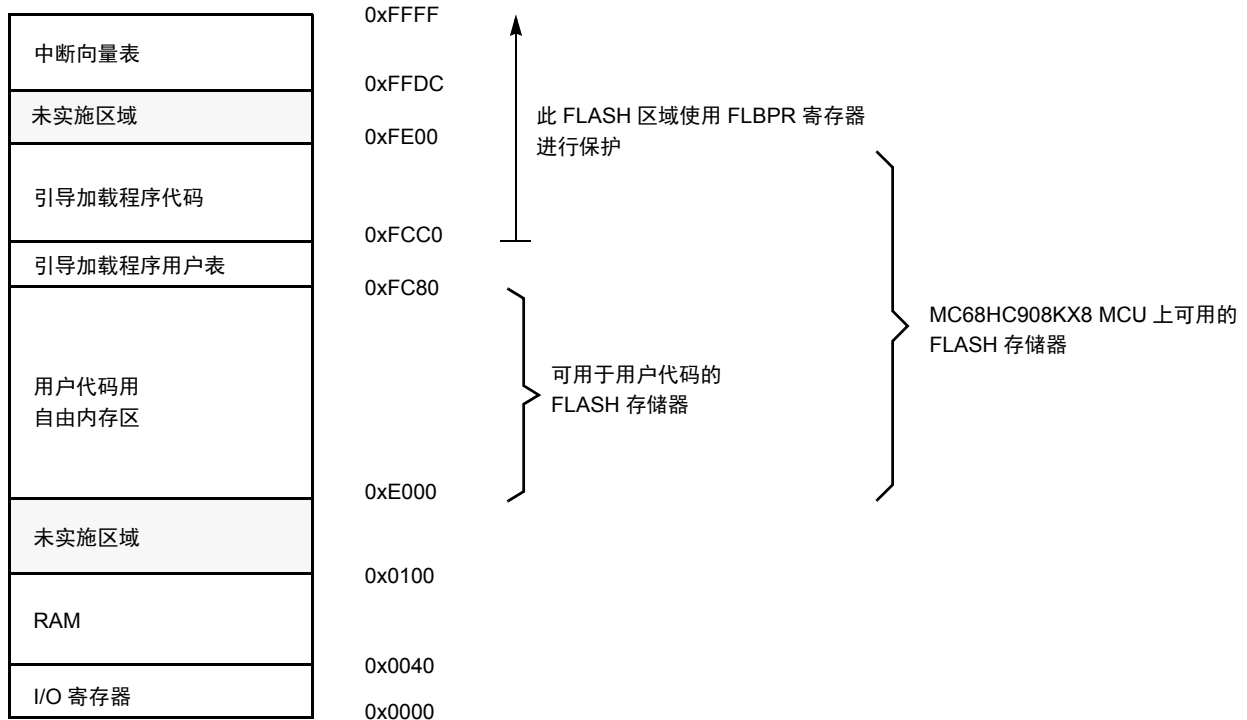 0xFFFF
中断向量表
0xFFDC
未实施区域
0xFE00
引导加载程序代码
0xFCC0
引导加载程序用户表
0xFC80
用户代码用
自由内存区
0xE000
未实施区域
0x0100
RAM
0x0040
I/O 寄存器
0x0000
此 FLASH 区域使用 FLBPR 寄存器
进行保护
可用于用户代码的
FLASH 存储器
MC68HC908KX8 MCU 上可用的
FLASH 存储器